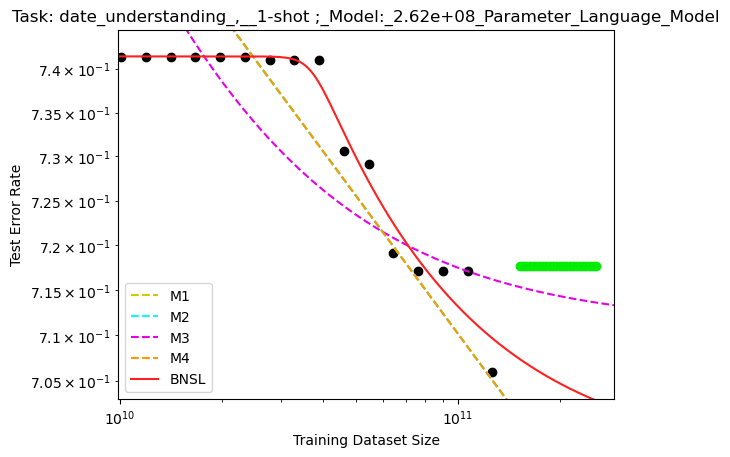 Task: date_understanding_,__1-shot ;_Model:_2.62e+08_Parameter_Language_Model
Test Error Rate
7.4 × 10⁻¹
7.35 × 10⁻¹
7.3 × 10⁻¹
7.25 × 10⁻¹
7.2 × 10⁻¹
7.15 × 10⁻¹
7.1 × 10⁻¹
7.05 × 10⁻¹
M1
M2
M3
M4
BNSL
10¹⁰
10¹¹
Training Dataset Size